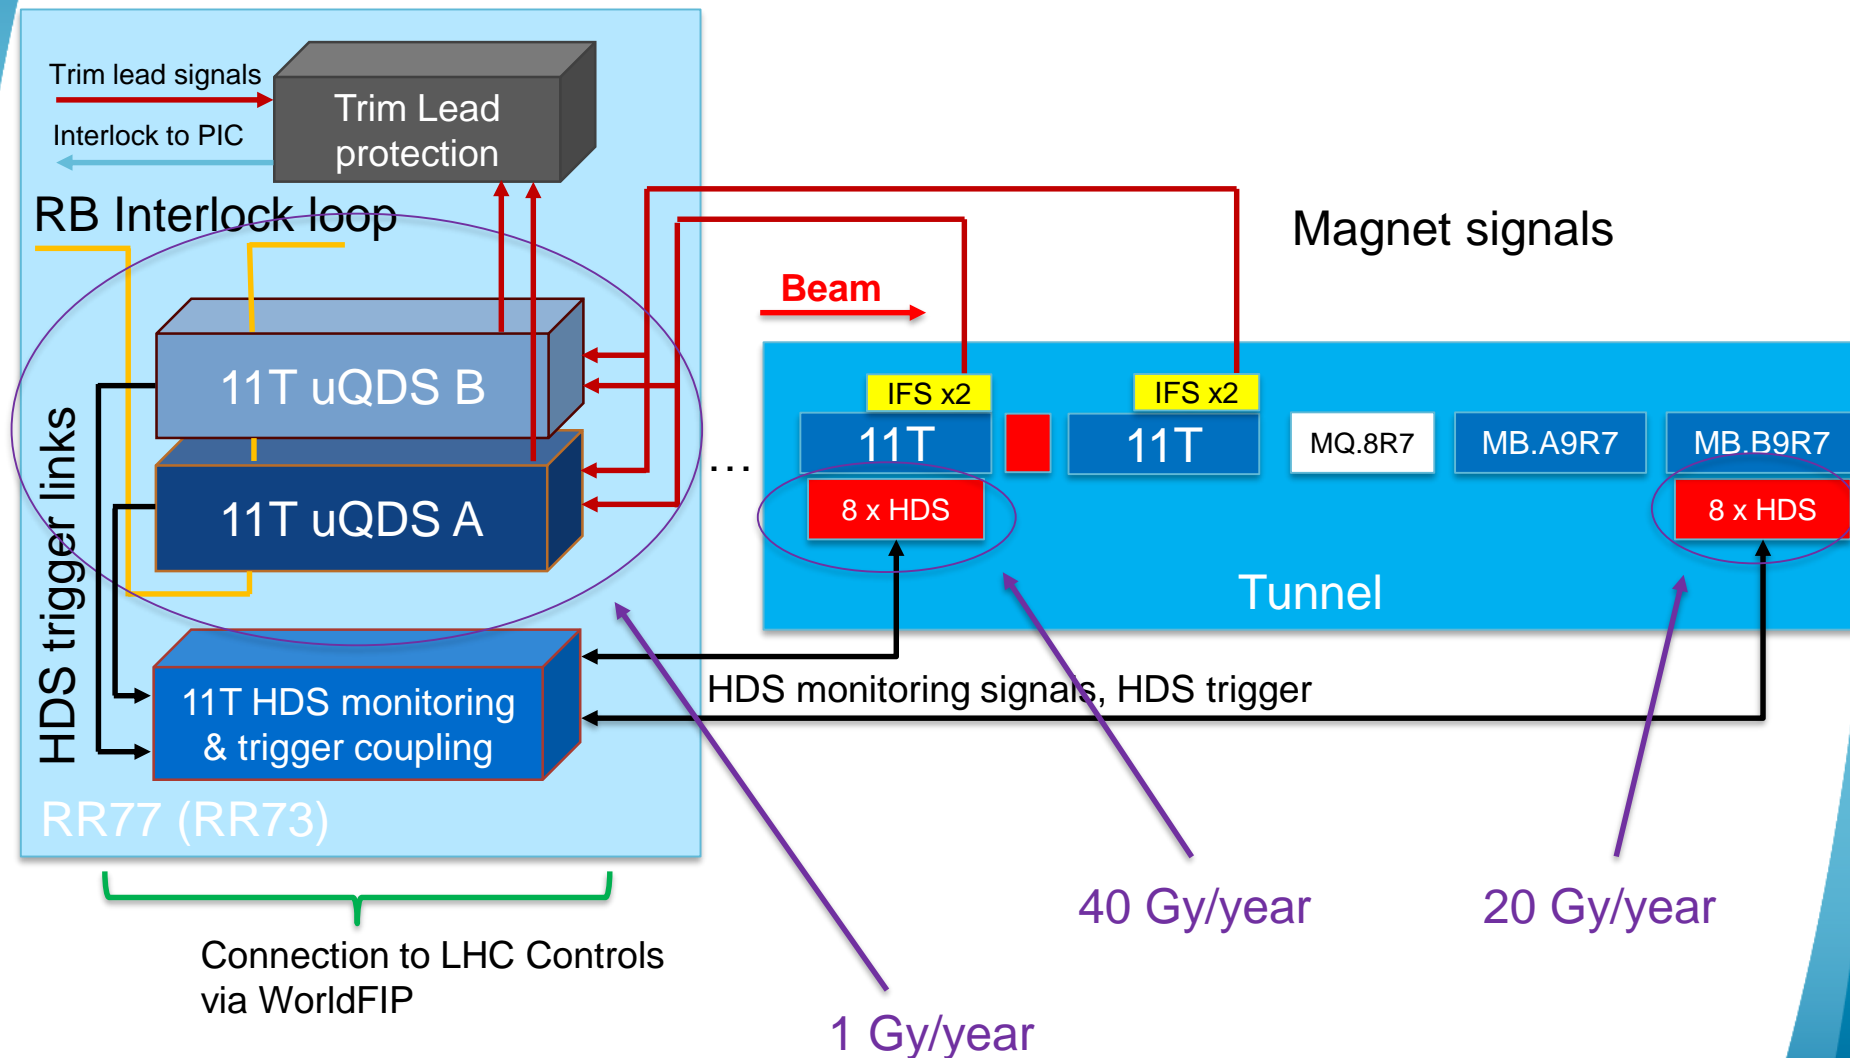 Trim lead signals
Interlock to PIC
Trim Lead
protection
RB Interlock loop
Magnet signals
Beam
11T uQDS B
11T uQDS A
HDS trigger links
11T HDS monitoring
& trigger coupling
RR77 (RR73)
...
IFS x2
IFS x2
11T
11T
MQ.8R7
MB.A9R7
MB.B9R7
8 x HDS
8 x HDS
Tunnel
HDS monitoring signals, HDS trigger
40 Gy/year
20 Gy/year
Connection to LHC Controls
via WorldFIP
1 Gy/year